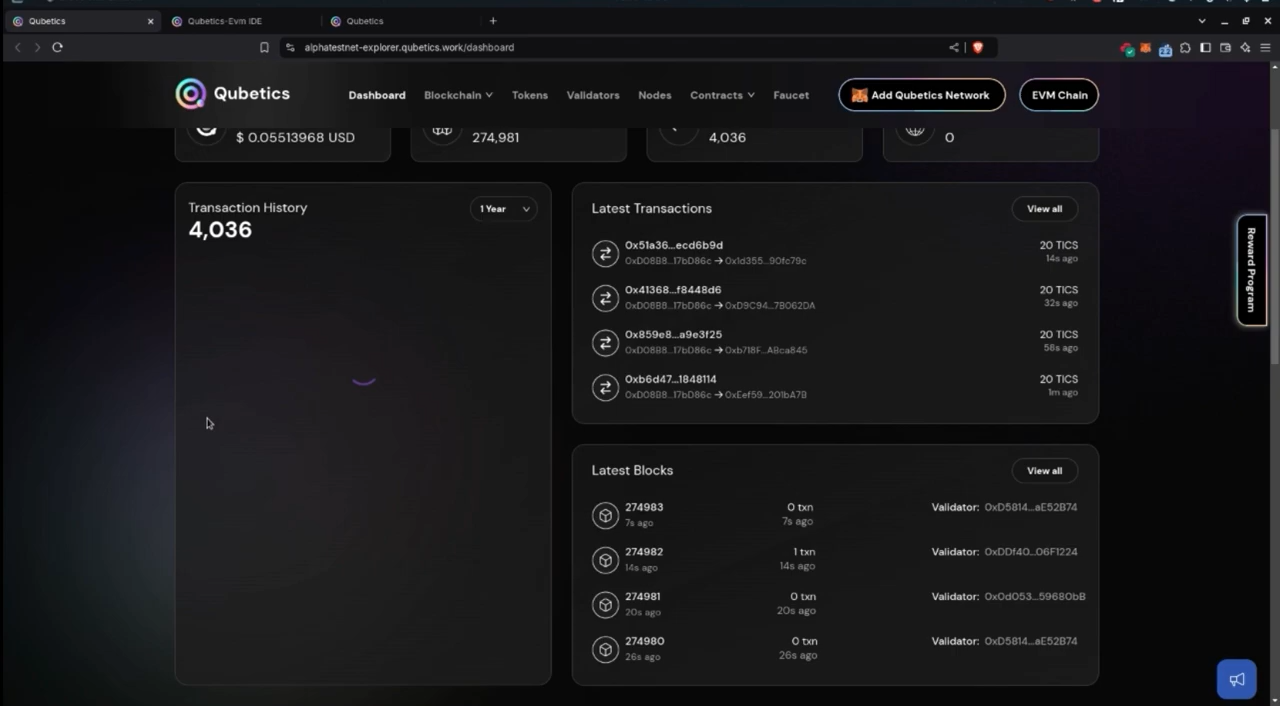 Qubetics
Qubetics-Evm IDE
Qubetics
alphatestnet-explorer.qubetics.work/dashboard
Qubetics
Dashboard
Blockchain
Tokens
Validators
Nodes
Contracts
Faucet
Add Qubetics Network
EVM Chain
$ 0.05513968 USD
274,981
4,036
0
Transaction History
4,036
1 Year
Latest Transactions
View all
0x51a36...ecd6b9d
20 TICS
0xD08B8...17bD86c → 0x1d355...90fc79c
14s ago
0x41368...f8448d6
20 TICS
0xD08B8...17bD86c → 0xD9C94...7B062DA
32s ago
0x859e8...a9e3f25
20 TICS
0xD08B8...17bD86c → 0xb718F...A8ca845
58s ago
0xb6d47...1848114
20 TICS
0xD08B8...17bD86c → 0xEef59...201bA7B
1m ago
Latest Blocks
View all
274983
0 txn
Validator: 0xD5814...aE52B74
7s ago
7s ago
274982
1 txn
Validator: 0xDDf40...06F1224
14s ago
14s ago
274981
0 txn
Validator: 0x0d053...59680bB
20s ago
20s ago
274980
0 txn
Validator: 0xD5814...aE52B74
26s ago
26s ago
Reward Program